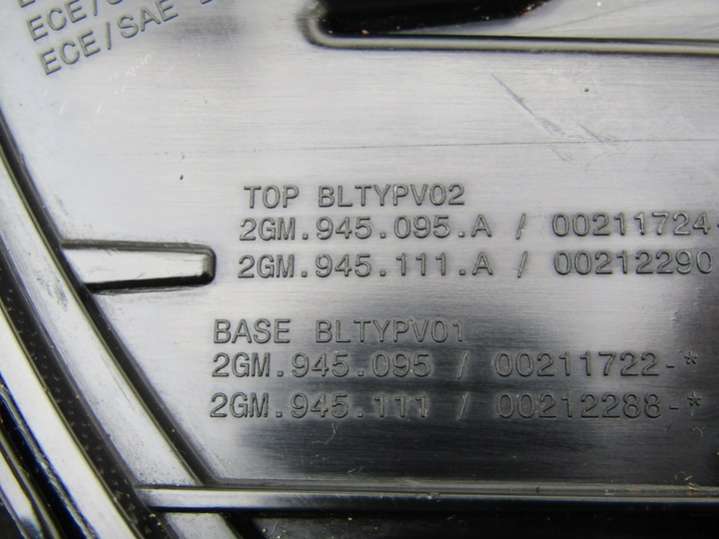 ECE/S
ECE/SAE
TOP BLTYPV02
2GM.945.095.A / 00211724-
2GM.945.111.A / 00212290
BASE BLTYPV01
2GM.945.095 / 00211722-*
2GM.945.111 / 00212288-*